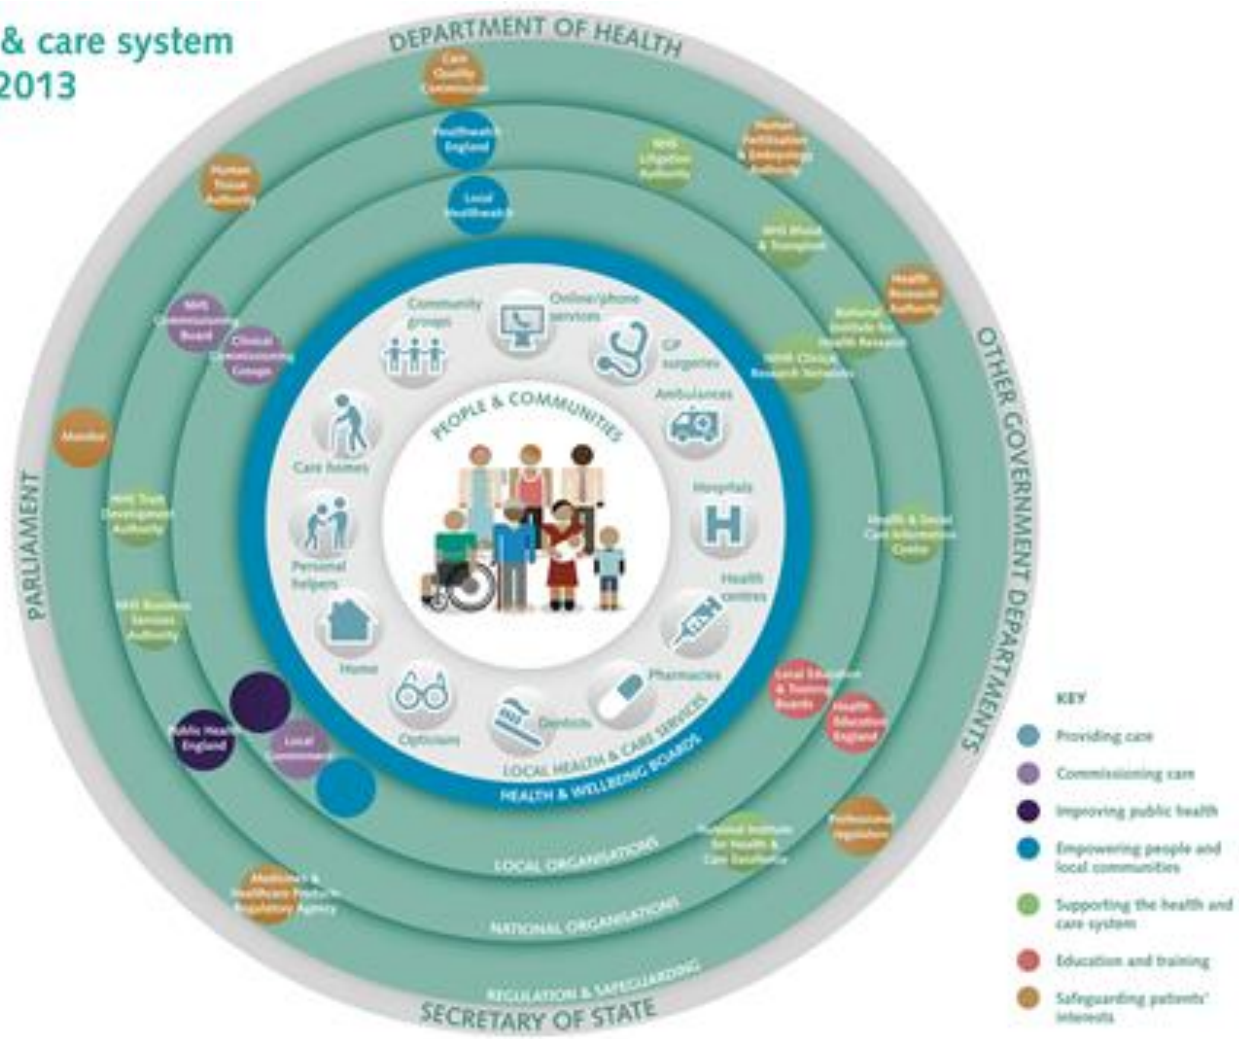 & care system
2013
DEPARTMENT OF HEALTH
Care
Quality
Commission
Healthwatch
England
Local
Healthwatch
NHS
Litigation
Authority
Human
Fertilisation
& Embryology
Authority
Human
Tissue
Authority
NHS Blood
& Transplant
Health
Research
Authority
National
Institute for
Health Research
NIHR Clinical
Research Networks
NHS
Commissioning
Board
Clinical
Commissioning
Groups
Monitor
NHS Trust
Development
Authority
NHS Business
Services
Authority
Health & Social
Care Information
Centre
PARLIAMENT
OTHER GOVERNMENT DEPARTMENTS
Community
groups
Online/phone
services
GP
surgeries
Ambulances
Hospitals
Health
centres
Pharmacies
Dentists
Opticians
Home
Personal
helpers
Care homes
PEOPLE & COMMUNITIES
LOCAL HEALTH & CARE SERVICES
HEALTH & WELLBEING BOARDS
Local Education
& Training
Boards
Health
Education
England
Public Health
England
Local
Government
National Institute
for Health &
Care Excellence
Professional
regulators
Medicines &
Healthcare Products
Regulatory Agency
LOCAL ORGANISATIONS
NATIONAL ORGANISATIONS
REGULATION & SAFEGUARDING
SECRETARY OF STATE
KEY
Providing care
Commissioning care
Improving public health
Empowering people and
local communities
Supporting the health and
care system
Education and training
Safeguarding patients'
interests